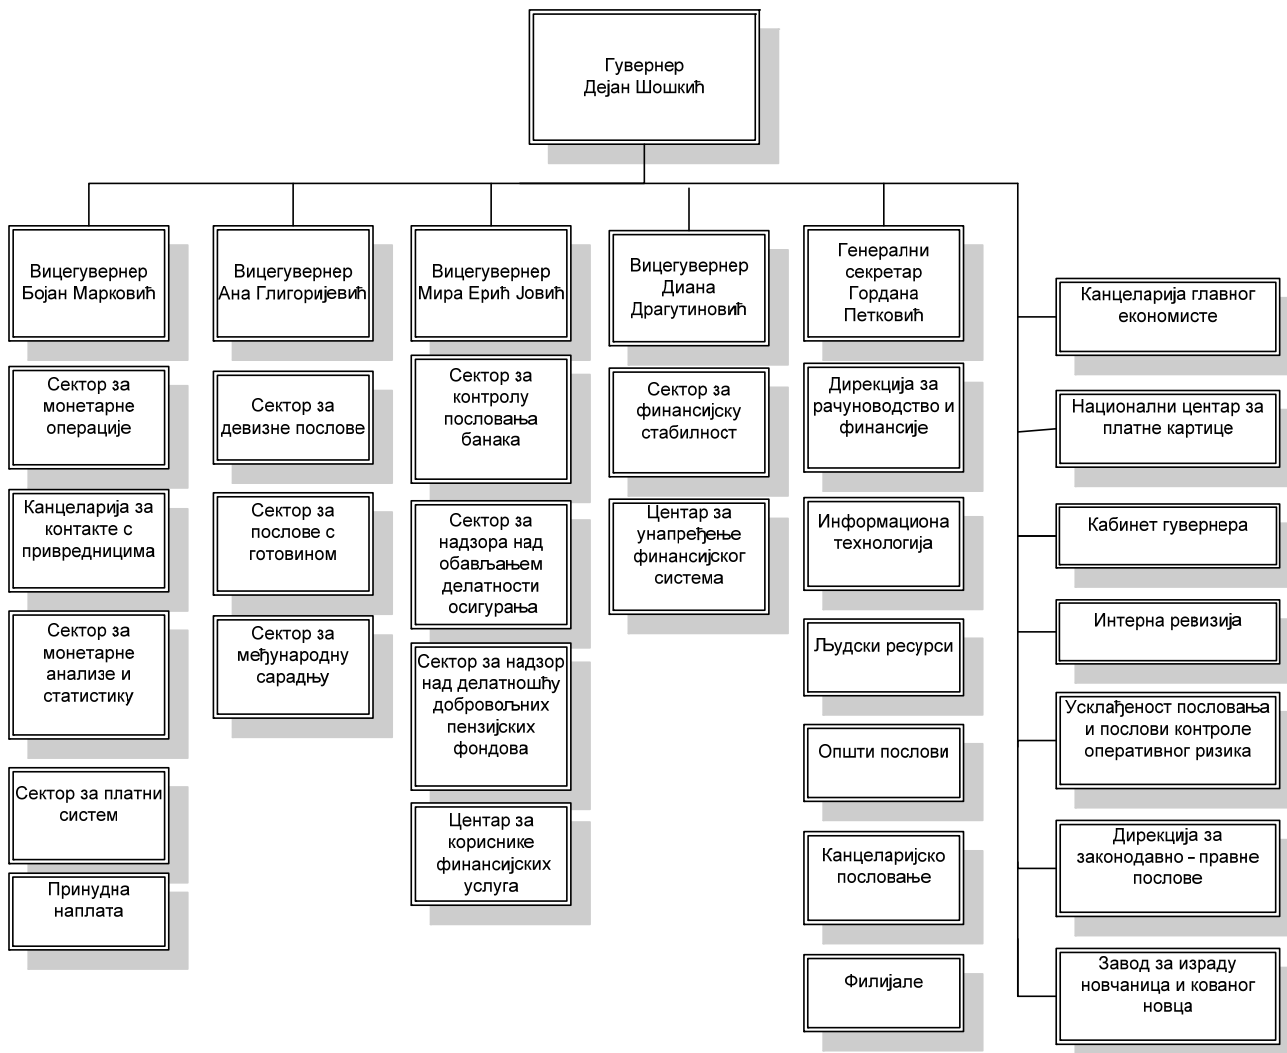 Гувернер
Дејан Шошкић
Вицегувернер
Бојан Марковић
Сектор за
монетарне
операције
Канцеларија за
контакте с
привредницима
Сектор за
монетарне
анализе и
статистику
Сектор за платни
систем
Принудна
наплата
Вицегувернер
Ана Глигоријевић
Сектор за
девизне послове
Сектор за
послове с
готовином
Сектор за
међународну
сарадњу
Вицегувернер
Мира Ерић Јовић
Сектор за
контролу
пословања
банака
Сектор за
надзора над
обављањем
делатности
осигурања
Сектор за надзор
над делатношћу
добровољних
пензијских
фондова
Центар за
кориснике
финансијских
услуга
Вицегувернер
Диана
Драгутиновић
Сектор за
финансијску
стабилност
Центар за
унапређење
финансијског
система
Генерални
секретар
Гордана
Петковић
Дирекција за
рачуноводство и
финансије
Информациона
технологија
Људски ресурси
Општи послови
Канцеларијско
пословање
Филијале
Канцеларија главног
економисте
Национални центар за
платне картице
Кабинет гувернера
Интерна ревизија
Усклађеност пословања
и послови контроле
оперативног ризика
Дирекција за
законодавно – правне
послове
Завод за израду
новчаница и кованог
новца